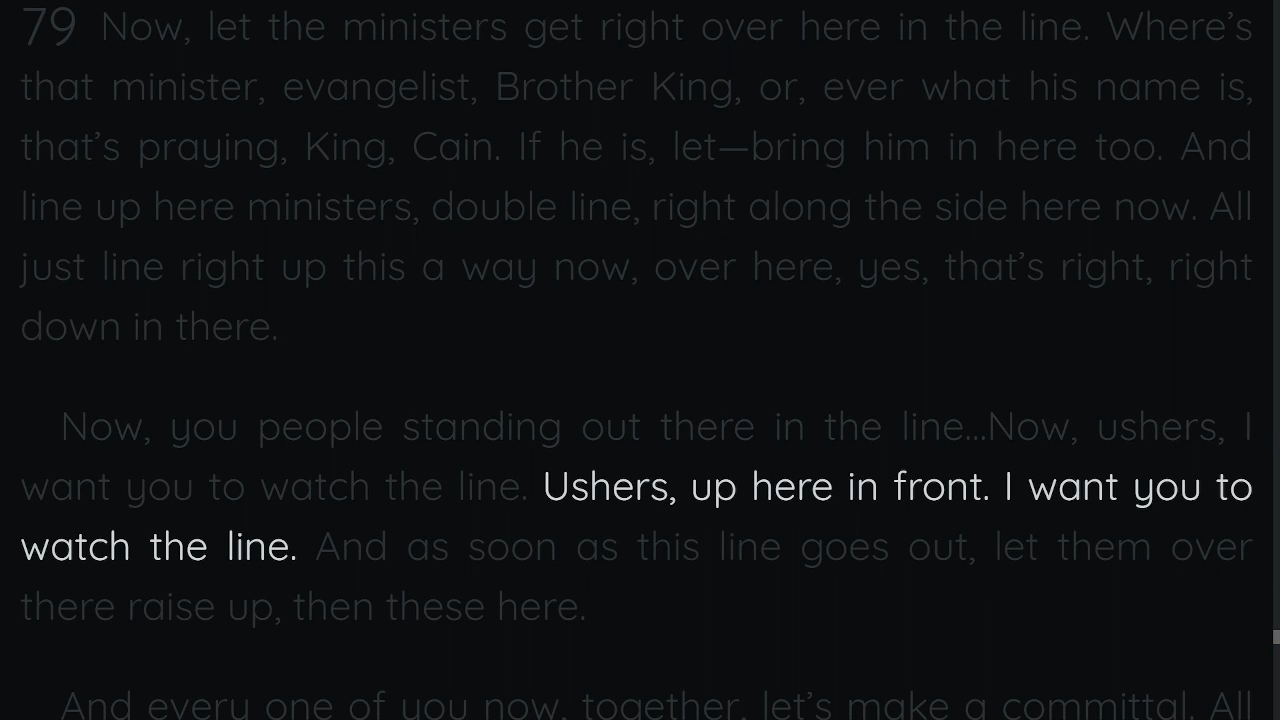 79 Now, let the ministers get right over here in the line. Where’s
that minister, evangelist, Brother King, or, ever what his name is,
that’s praying, King, Cain. If he is, let—bring him in here too. And
line up here ministers, double line, right along the side here now. All
just line right up this a way now, over here, yes, that’s right, right
down in there.
Now, you people standing out there in the line...Now, ushers, I
want you to watch the line. Ushers, up here in front. I want you to
watch the line. And as soon as this line goes out, let them over
there raise up, then these here.
And every one of you now, together, let’s make a committal. All